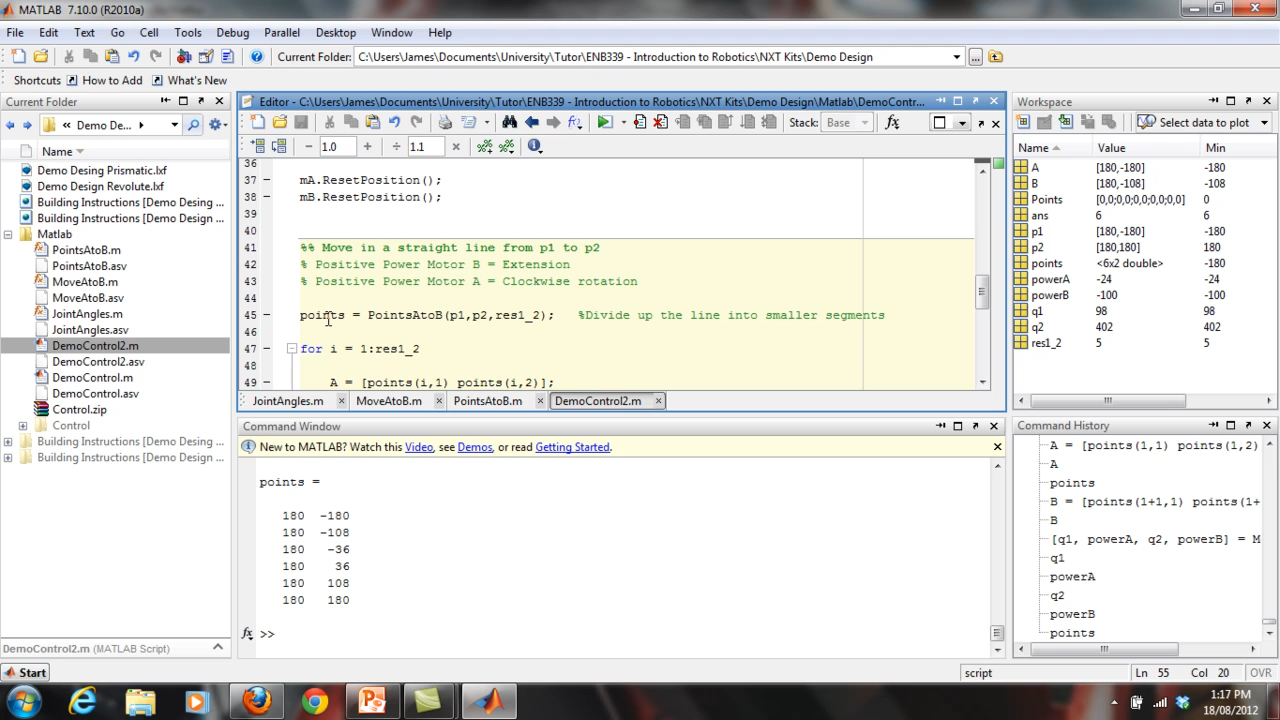 MATLAB 7.10.0 (R2010a)
File Edit Text Go Cell Tools Debug Parallel Desktop Window Help
Current Folder: C:\Users\James\Documents\University\Tutor\ENB339 - Introduction to Robotics\NXT Kits\Demo Design
Shortcuts How to Add What's New
Current Folder
« Demo De...
Name
Demo Desing Prismatic.lxf
Demo Design Revolute.lxf
Building Instructions [Demo Desing ...
Building Instructions [Demo Design ...
Matlab
PointsAtoB.m
PointsAtoB.asv
MoveAtoB.m
MoveAtoB.asv
JointAngles.m
JointAngles.asv
DemoControl2.m
DemoControl2.asv
DemoControl.m
DemoControl.asv
Control.zip
Control
Building Instructions [Demo Desing ...
Building Instructions [Demo Design ...
DemoControl2.m (MATLAB Script)
Editor - C:\Users\James\Documents\University\Tutor\ENB339 - Introduction to Robotics\NXT Kits\Demo Design\Matlab\DemoContr...
Stack: Base
1.0 1.1
36
37 mA.ResetPosition();
38 mB.ResetPosition();
39
40
41 %% Move in a straight line from p1 to p2
42 % Positive Power Motor B = Extension
43 % Positive Power Motor A = Clockwise rotation
44
45 points = PointsAtoB(p1,p2,res1_2); %Divide up the line into smaller segments
46
47 for i = 1:res1_2
48
49 A = [points(i,1) points(i,2)];
JointAngles.m MoveAtoB.m PointsAtoB.m DemoControl2.m
Command Window
New to MATLAB? Watch this Video, see Demos, or read Getting Started.
points =
180 -180
180 -108
180 -36
180 36
180 108
180 180
fx >>
Workspace
Select data to plot
Name Value Min
A [180,-180] -180
B [180,-108] -108
Points [0,0;0,0;0,0;0,0;0,0] 0
ans 6 6
p1 [180,-180] -180
p2 [180,180] 180
points <6x2 double> -180
powerA -24 -24
powerB -100 -100
q1 98 98
q2 402 402
res1_2 5 5
Command History
A = [points(1,1) points(1,2)
A
points
B = [points(1+1,1) points(1+
B
[q1, powerA, q2, powerB] = M
q1
powerA
q2
powerB
points
Start
script Ln 55 Col 20 OVR
1:17 PM
18/08/2012